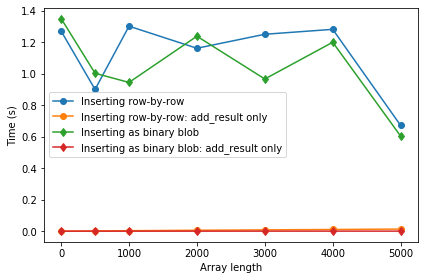 1.4
1.2
1.0
0.8
0.6
0.4
0.2
0.0
Time (s)
Inserting row-by-row
Inserting row-by-row: add_result only
Inserting as binary blob
Inserting as binary blob: add_result only
0 1000 2000 3000 4000 5000
Array length